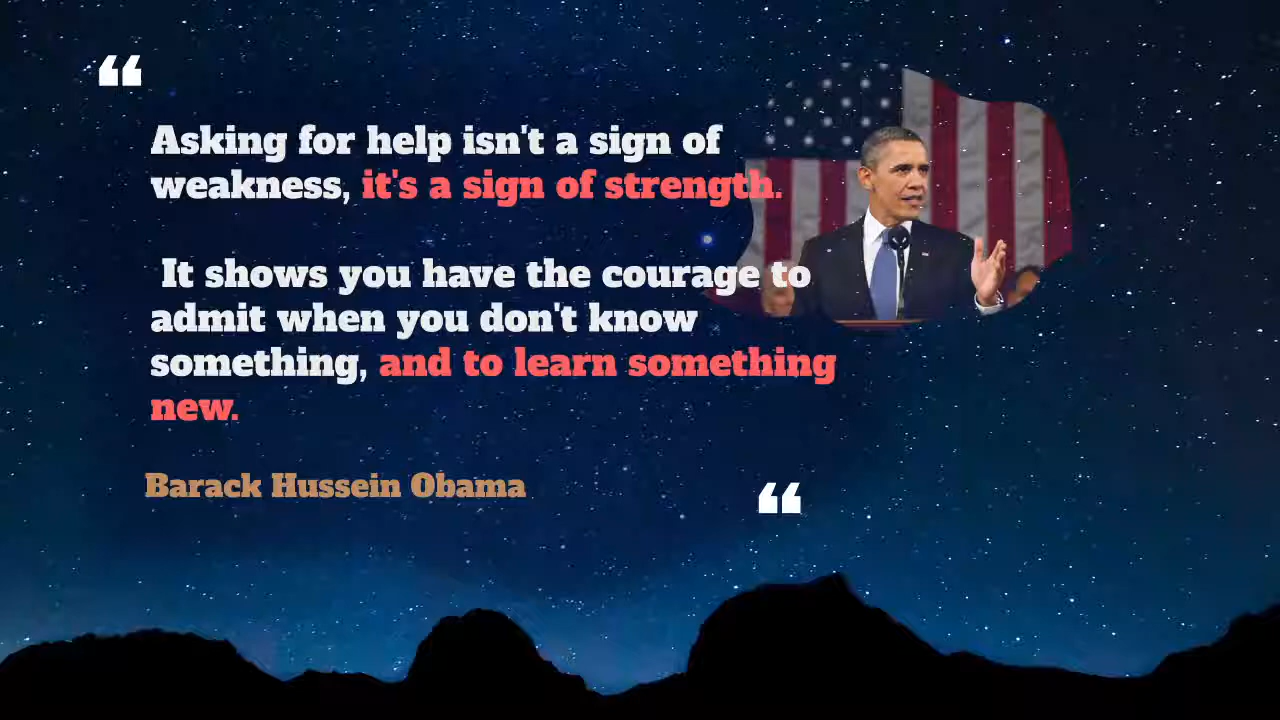 ❝
Asking for help isn't a sign of
weakness, it's a sign of strength.
It shows you have the courage to
admit when you don't know
something, and to learn something
new.
Barack Hussein Obama
❝